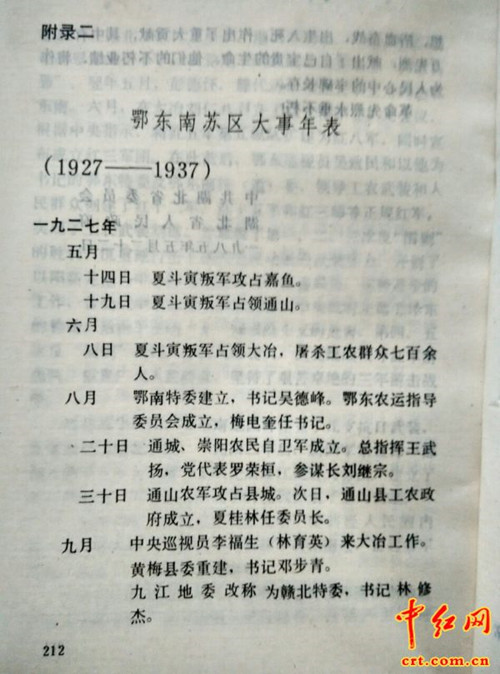 附录二
鄂东南苏区大事年表
(1927——1937)
一九二七年
五月
十四日 夏斗寅叛军攻占嘉鱼。
十九日 夏斗寅叛军占领通山。
六月
八日 夏斗寅叛军占领大冶，屠杀工农群众七百余
人。
八月 鄂南特委建立，书记吴德峰。鄂东农运指导
委员会成立，梅电奎任书记。
二十日 通城、崇阳农民自卫军成立。总指挥王武
扬，党代表罗荣桓，参谋长刘继宗。
三十日 通山农军攻占县城。次日，通山县工农政
府成立，夏桂林任委员长。
九月 中央巡视员李福生（林育英）来大冶工作。
黄梅县委重建，书记邓步青。
九江地委改称为赣北特委，书记林修
杰。
212
中红网
crt.com.cn